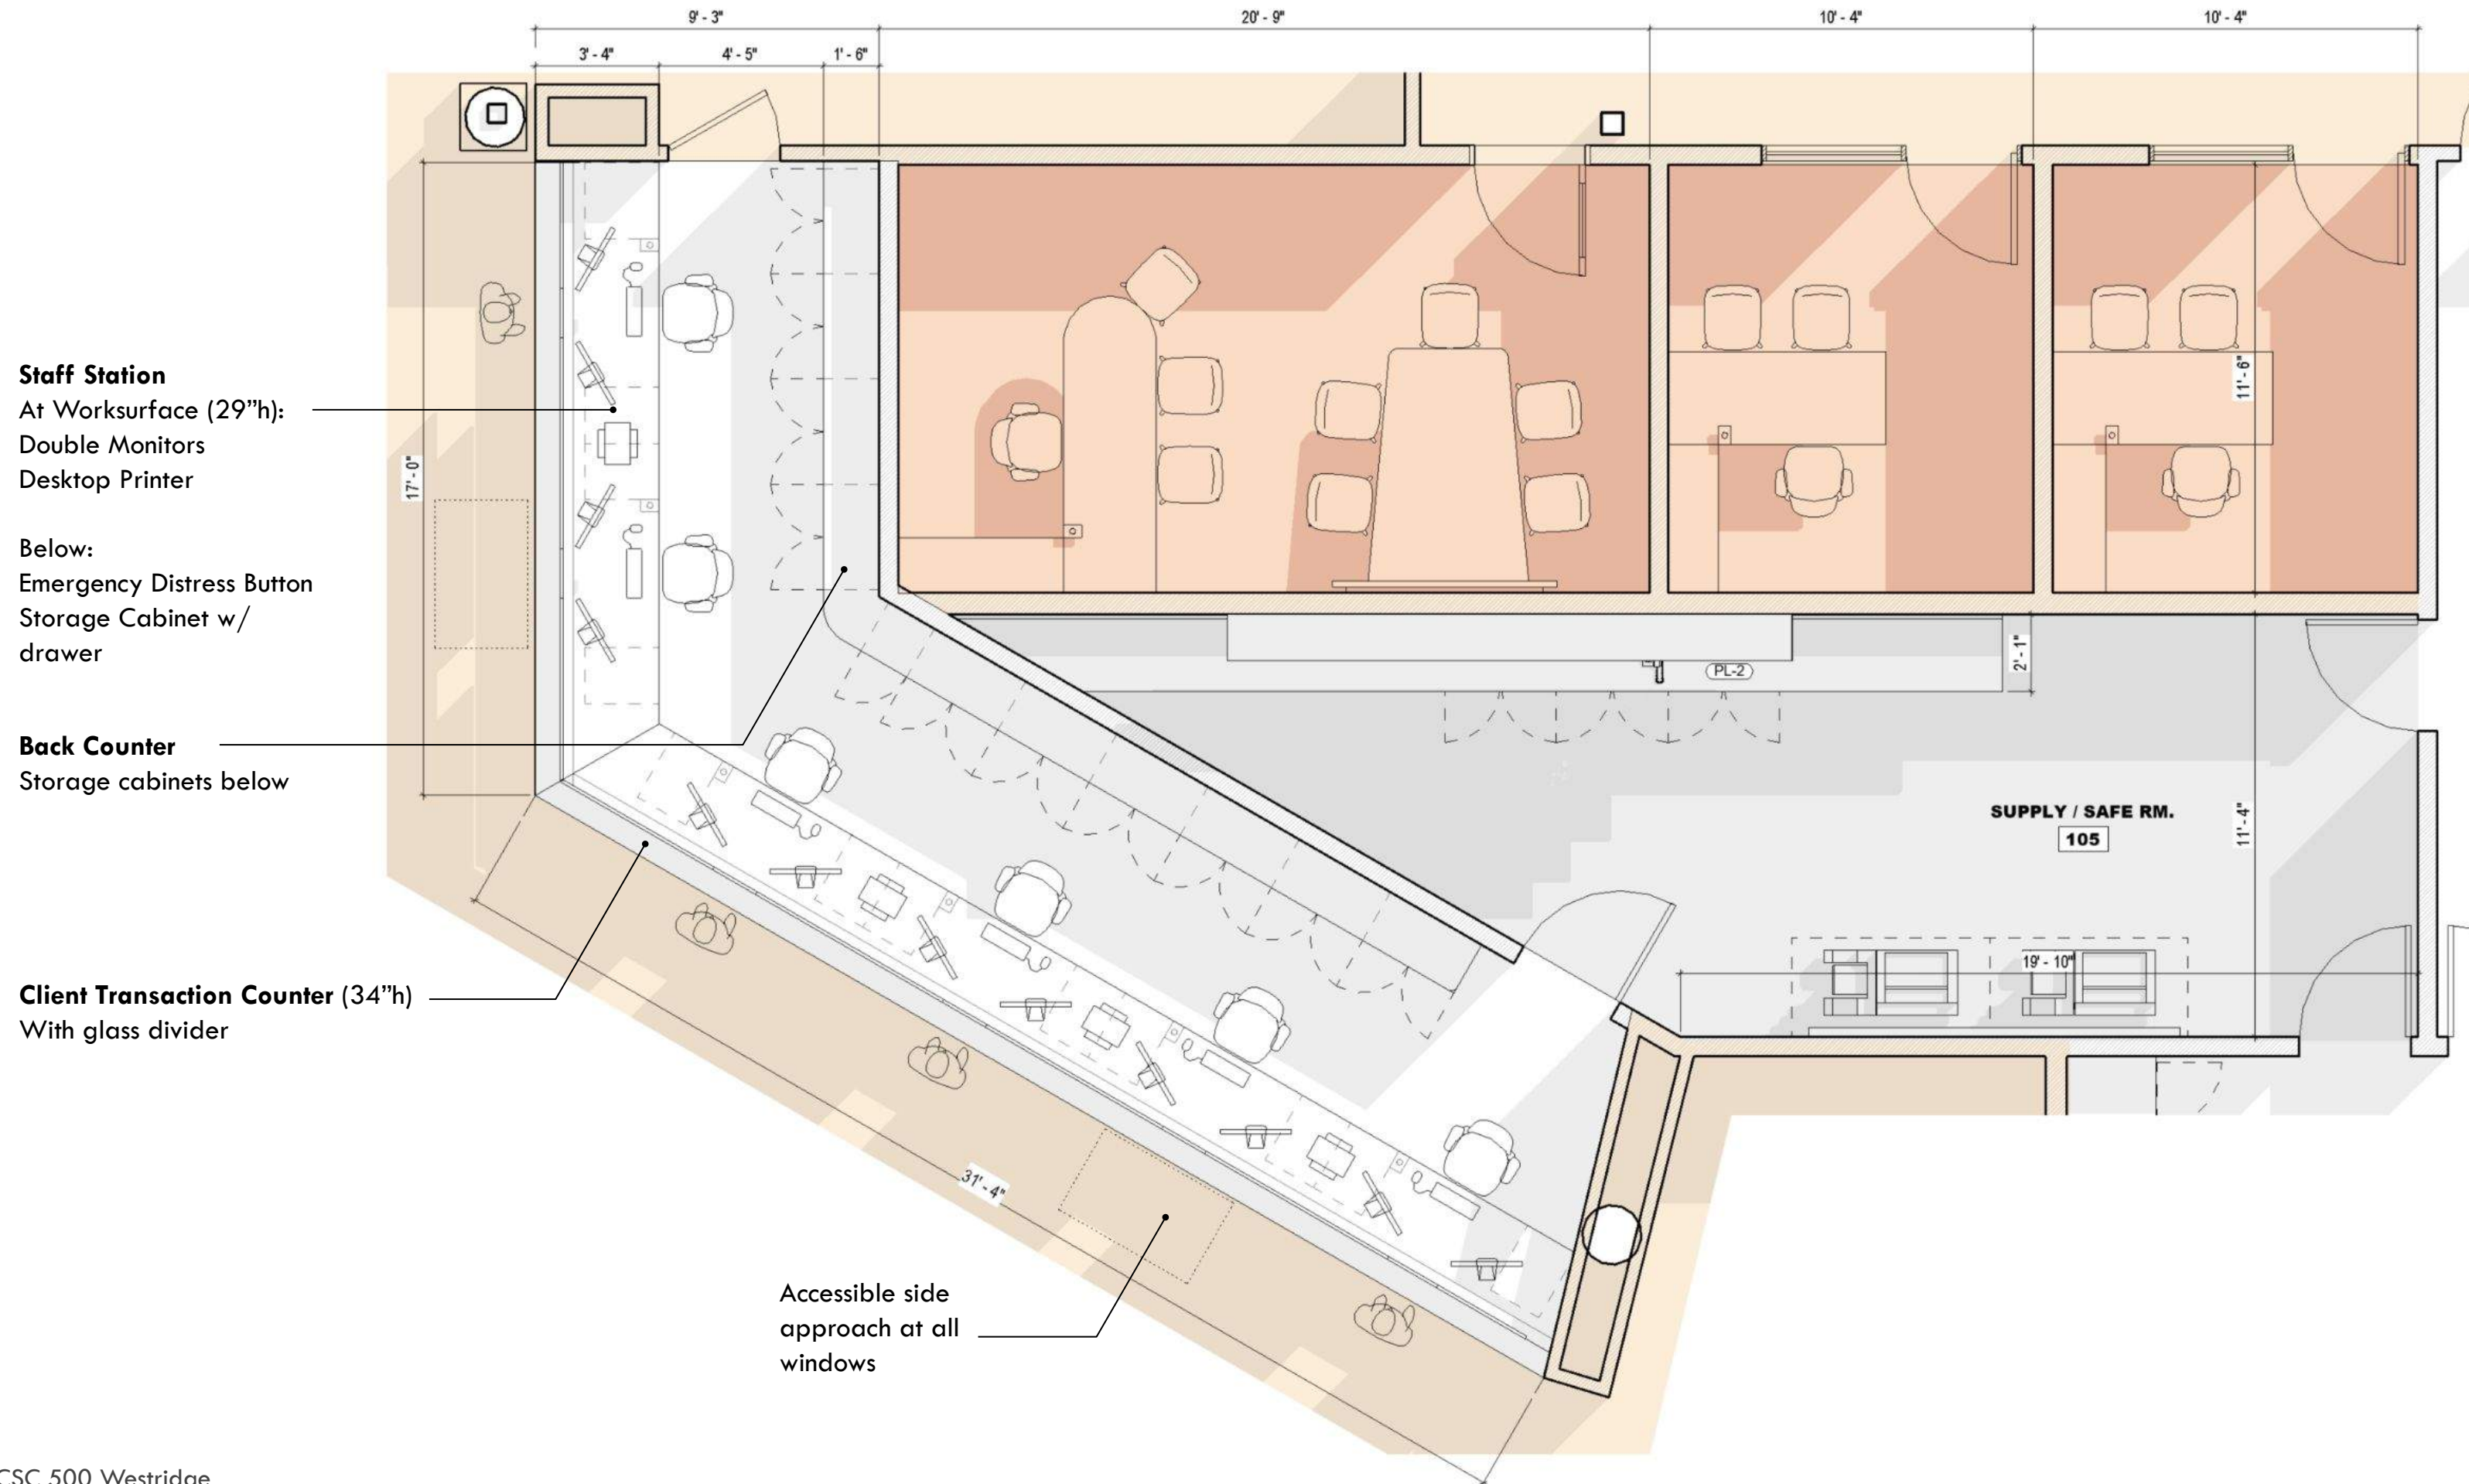 9' - 3"
20' - 9"
10' - 4"
10' - 4"
3' - 4"
4' - 5"
1' - 6"
Staff Station
At Worksurface (29”h):
Double Monitors
Desktop Printer
Below:
Emergency Distress Button
Storage Cabinet w/
drawer
Back Counter
Storage cabinets below
Client Transaction Counter (34”h)
With glass divider
17' - 0"
11' - 6"
2' - 1"
PL-2
SUPPLY / SAFE RM.
105
11' - 4"
19' - 10"
31' - 4"
Accessible side
approach at all
windows
CSC 500 Westridge